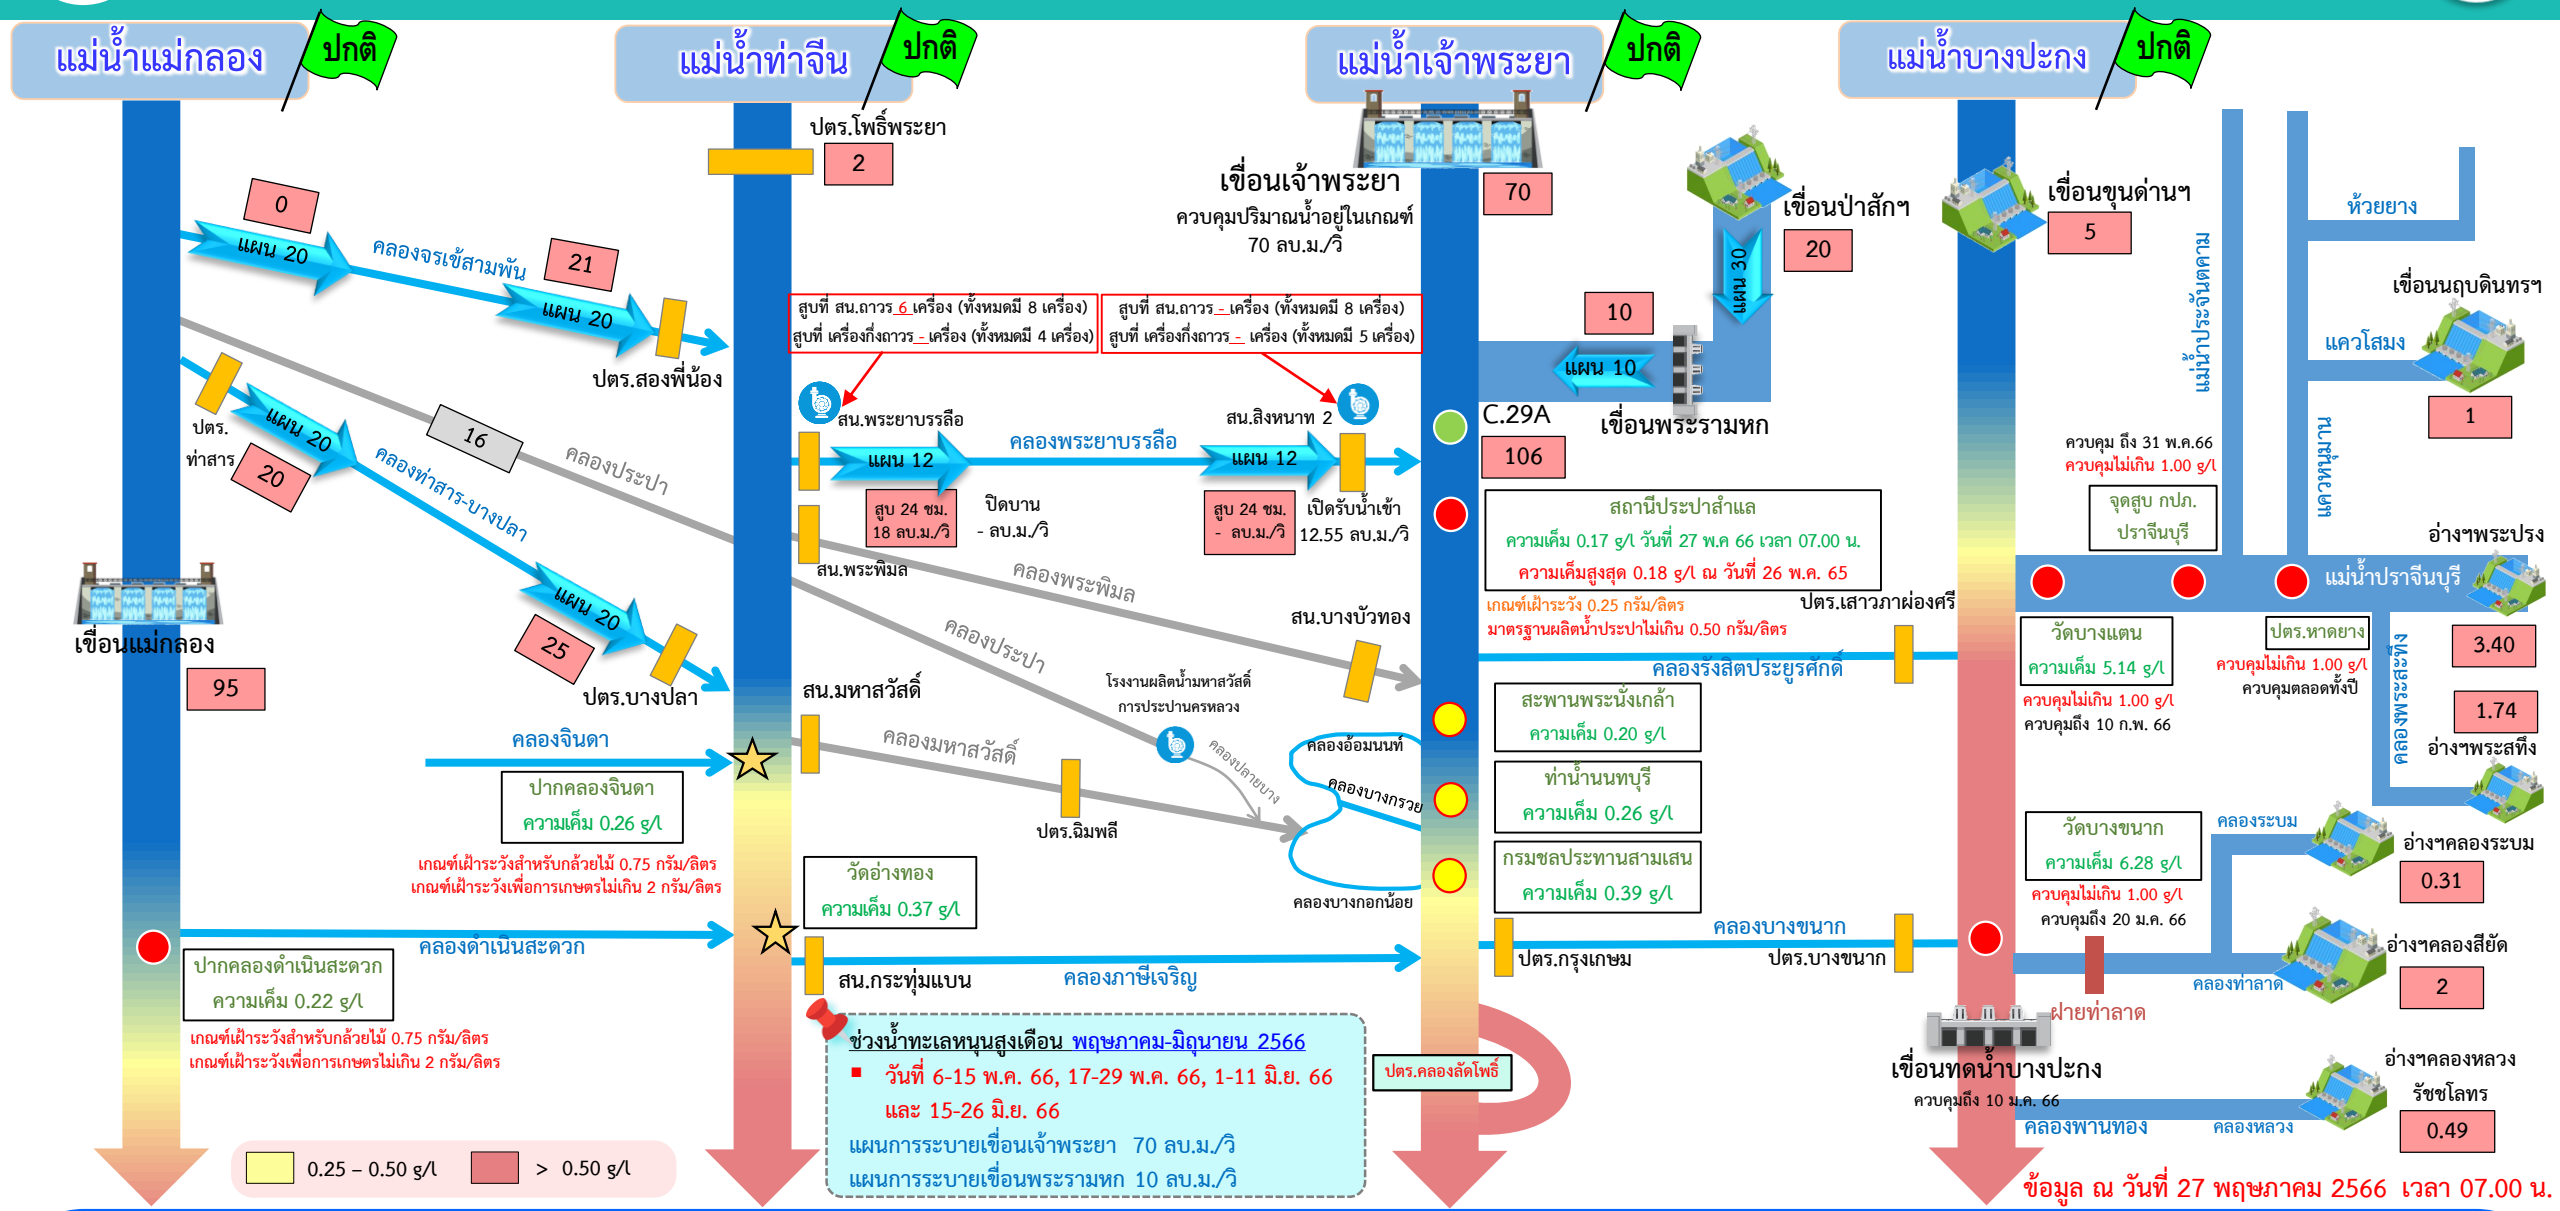 แม่น้ำแม่กลอง
ปกติ
แม่น้ำท่าจีน
ปกติ
แม่น้ำเจ้าพระยา
ปกติ
แม่น้ำบางปะกง
ปกติ
ปตร.โพธิ์พระยา
2
0
แผน 20
คลองจรเข้สามพัน
21
แผน 20
ปตร.สองพี่น้อง
ปตร.
ท่าสาร
แผน 20
20
คลองท่าสาร-บางปลา
แผน 20
25
ปตร.บางปลา
16
คลองประปา
เขื่อนแม่กลอง
95
เขื่อนเจ้าพระยา
ควบคุมปริมาณน้ำอยู่ในเกณฑ์
70 ลบ.ม./วิ
70
เขื่อนป่าสักฯ
20
แผน 30
10
แผน 10
เขื่อนพระรามหก
สูบที่ สน.ถาวร 6 เครื่อง (ทั้งหมดมี 8 เครื่อง)
สูบที่ เครื่องกึ่งถาวร - เครื่อง (ทั้งหมดมี 4 เครื่อง)
สูบที่ สน.ถาวร - เครื่อง (ทั้งหมดมี 8 เครื่อง)
สูบที่ เครื่องกึ่งถาวร - เครื่อง (ทั้งหมดมี 5 เครื่อง)
สน.พระยาบรรลือ
แผน 12
คลองพระยาบรรลือ
สน.สิงหนาท 2
แผน 12
สูบ 24 ชม.
18 ลบ.ม./วิ
ปิดบาน
- ลบ.ม./วิ
สูบ 24 ชม.
- ลบ.ม./วิ
เปิดรับน้ำเข้า
12.55 ลบ.ม./วิ
C.29A
106
สน.พระพิมล
คลองพระพิมล
สน.บางบัวทอง
คลองประปา
โรงงานผลิตน้ำมหาสวัสดิ์
การประปานครหลวง
คลองปลายบาง
สน.มหาสวัสดิ์
คลองมหาสวัสดิ์
ปตร.ฉิมพลี
คลองอ้อมนนท์
คลองบางกรวย
คลองบางกอกน้อย
สถานีประปาสำแล
ความเค็ม 0.17 g/l วันที่ 27 พ.ค 66 เวลา 07.00 น.
ความเค็มสูงสุด 0.18 g/l ณ วันที่ 26 พ.ค. 65
เกณฑ์เฝ้าระวัง 0.25 กรัม/ลิตร
มาตรฐานผลิตน้ำประปาไม่เกิน 0.50 กรัม/ลิตร
ปตร.เสาวภาผ่องศรี
คลองรังสิตประยูรศักดิ์
สะพานพระนั่งเกล้า
ความเค็ม 0.20 g/l
ท่าน้ำนนทบุรี
ความเค็ม 0.26 g/l
กรมชลประทานสามเสน
ความเค็ม 0.39 g/l
คลองจินดา
ปากคลองจินดา
ความเค็ม 0.26 g/l
เกณฑ์เฝ้าระวังสำหรับกล้วยไม้ 0.75 กรัม/ลิตร
เกณฑ์เฝ้าระวังเพื่อการเกษตรไม่เกิน 2 กรัม/ลิตร
คลองดำเนินสะดวก
ปากคลองดำเนินสะดวก
ความเค็ม 0.22 g/l
เกณฑ์เฝ้าระวังสำหรับกล้วยไม้ 0.75 กรัม/ลิตร
เกณฑ์เฝ้าระวังเพื่อการเกษตรไม่เกิน 2 กรัม/ลิตร
วัดอ่างทอง
ความเค็ม 0.37 g/l
สน.กระทุ่มแบน
คลองภาษีเจริญ
ปตร.กรุงเกษม
คลองบางขนาก
ปตร.บางขนาก
ช่วงน้ำทะเลหนุนสูงเดือน พฤษภาคม-มิถุนายน 2566
วันที่ 6-15 พ.ค. 66, 17-29 พ.ค. 66, 1-11 มิ.ย. 66
และ 15-26 มิ.ย. 66
แผนการระบายเขื่อนเจ้าพระยา 70 ลบ.ม./วิ
แผนการระบายเขื่อนพระรามหก 10 ลบ.ม./วิ
ปตร.คลองลัดโพธิ์
0.25 – 0.50 g/l
> 0.50 g/l
เขื่อนขุนด่านฯ
5
แม่น้ำประจันตคาม
ห้วยยาง
เขื่อนนฤบดินทรฯ
แควโสมง
1
แควหนุมาน
ควบคุม ถึง 31 พ.ค.66
ควบคุมไม่เกิน 1.00 g/l
จุดสูบ กปภ.
ปราจีนบุรี
อ่างฯพระปรง
แม่น้ำปราจีนบุรี
3.40
วัดบางแตน
ความเค็ม 5.14 g/l
ควบคุมไม่เกิน 1.00 g/l
ควบคุมถึง 10 ก.พ. 66
ปตร.หาดยาง
ควบคุมไม่เกิน 1.00 g/l
ควบคุมตลอดทั้งปี
คลองพระสะทึง
1.74
อ่างฯพระสทึง
วัดบางขนาก
ความเค็ม 6.28 g/l
ควบคุมไม่เกิน 1.00 g/l
ควบคุมถึง 20 ม.ค. 66
คลองระบม
อ่างฯคลองระบม
0.31
อ่างฯคลองสียัด
2
คลองท่าลาด
ฝายท่าลาด
เขื่อนทดน้ำบางปะกง
ควบคุมถึง 10 ม.ค. 66
คลองพานทอง
คลองหลวง
อ่างฯคลองหลวง
รัชชโลทร
0.49
ข้อมูล ณ วันที่ 27 พฤษภาคม 2566 เวลา 07.00 น.